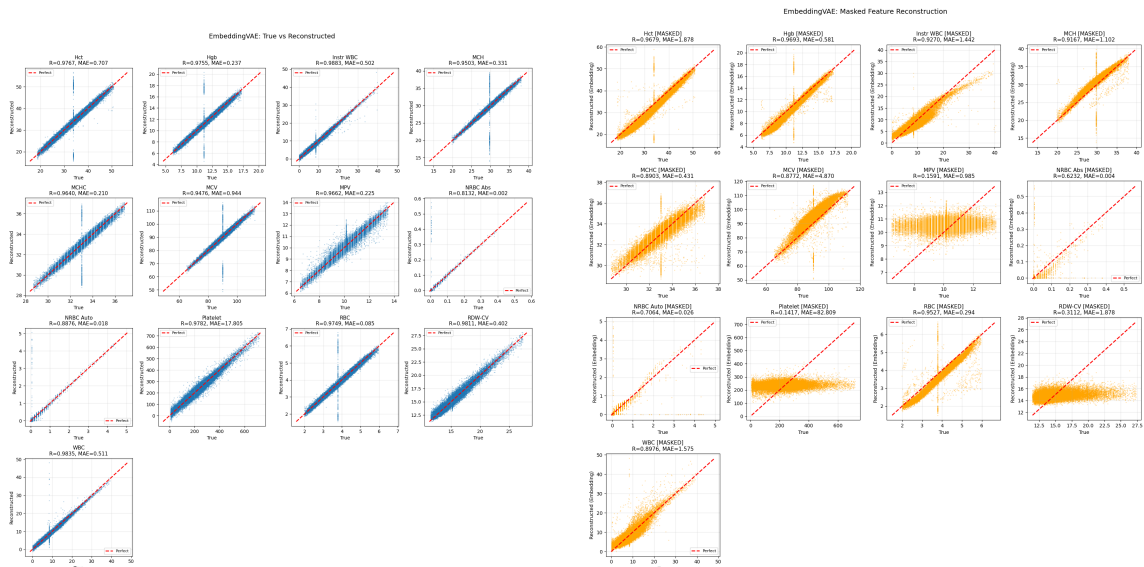 EmbeddingVAE: True vs Reconstructed
Hct
R=0.9767, MAE=0.707
Hgb
R=0.9755, MAE=0.237
Instr WBC
R=0.9883, MAE=0.502
MCH
R=0.9503, MAE=0.331
Perfect
Reconstructed
True
MCHC
R=0.9640, MAE=0.210
MCV
R=0.9476, MAE=0.944
MPV
R=0.9662, MAE=0.225
NRBC Abs
R=0.8132, MAE=0.002
NRBC Auto
R=0.8876, MAE=0.018
Platelet
R=0.9782, MAE=17.805
RBC
R=0.9749, MAE=0.085
RDW-CV
R=0.9811, MAE=0.402
WBC
R=0.9835, MAE=0.511
EmbeddingVAE: Masked Feature Reconstruction
Hct [MASKED]
R=0.9679, MAE=1.878
Hgb [MASKED]
R=0.9693, MAE=0.581
Instr WBC [MASKED]
R=0.9270, MAE=1.442
MCH [MASKED]
R=0.9167, MAE=1.102
Perfect
Reconstructed (Embedding)
True
MCHC [MASKED]
R=0.8903, MAE=0.431
MCV [MASKED]
R=0.8772, MAE=4.870
MPV [MASKED]
R=0.1591, MAE=0.985
NRBC Abs [MASKED]
R=0.6232, MAE=0.004
NRBC Auto [MASKED]
R=0.7064, MAE=0.026
Platelet [MASKED]
R=0.1417, MAE=82.809
RBC [MASKED]
R=0.9527, MAE=0.294
RDW-CV [MASKED]
R=0.3112, MAE=1.878
WBC [MASKED]
R=0.8976, MAE=1.575